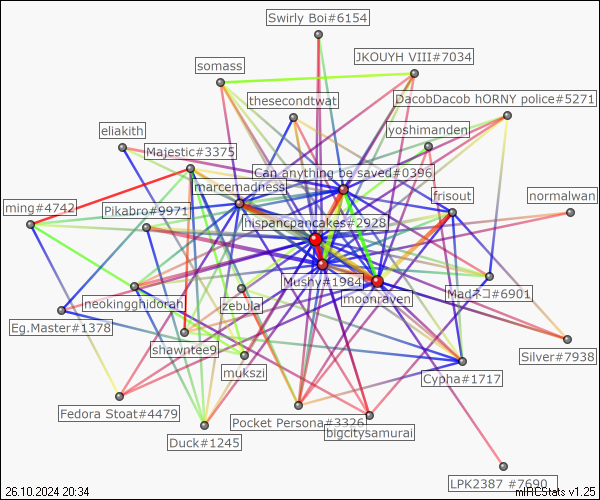 Swirly Boi#6154
JKOUYH VIII#7034
somass
DacobDacob hORNY police#5271
thesecondtwat
eliakith
yoshimanden
Majestic#3375
Can anything be saved#0396
marcemadness
frisout
normalwan
ming#4742
Pikabro#9971
hispancpancakes#2928
Mushy#1984
Madネコ#6901
moonraven
neokingghidorah
zebula
Eg.Master#1378
shawntee9
Silver#7938
mukszi
Cypha#1717
Fedora Stoat#4479
Pocket Persona#3326
bigcitysamurai
Duck#1245
LPK2387 #7690
26.10.2024 20:34
mIRCStats v1.25